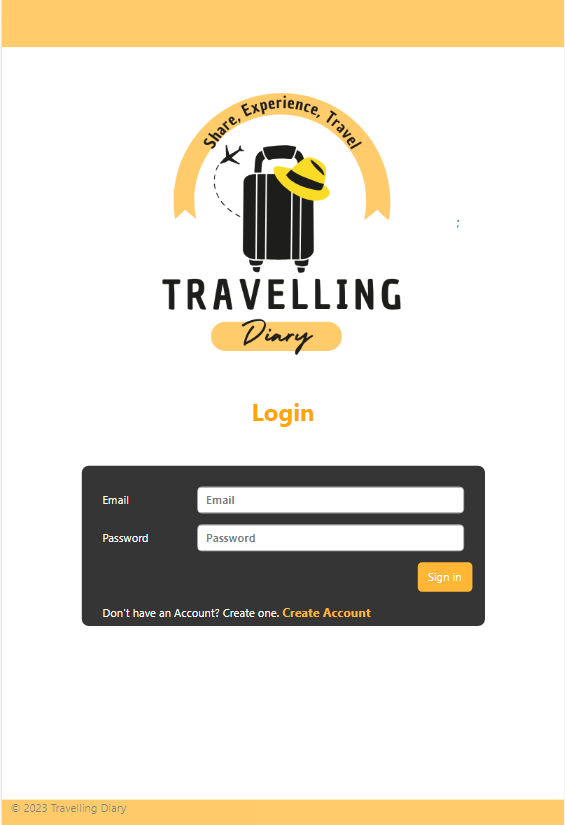 Share, Experience, Travel
;
TRAVELLING
Diary
Login
Email Email
Password Password
Sign in
Don't have an Account? Create one. Create Account
© 2023 Travelling Diary